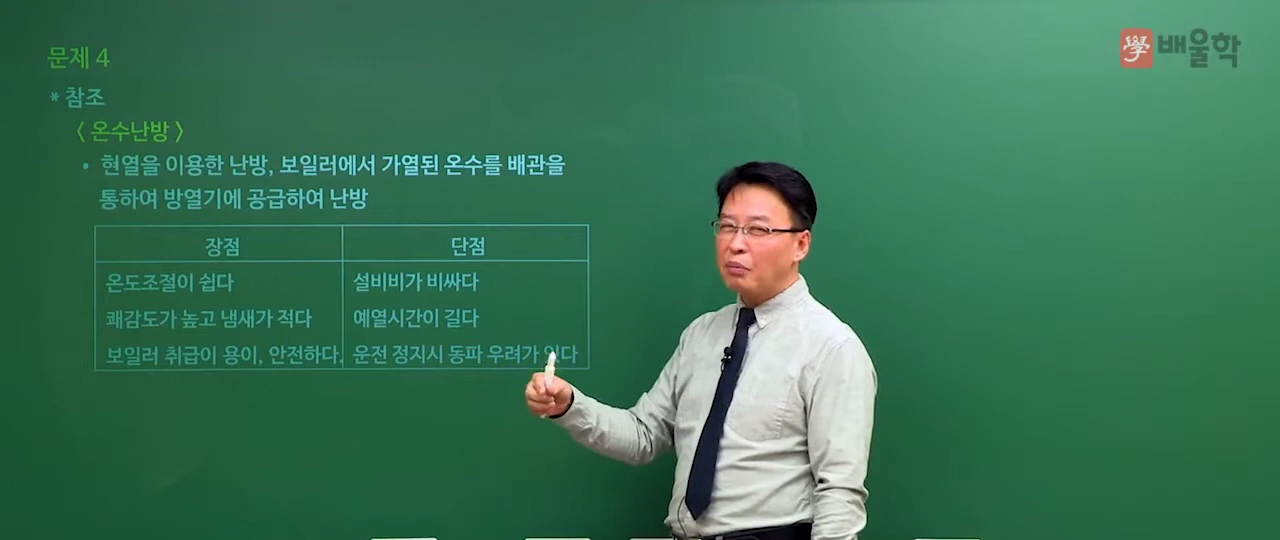 學 배울학
문제 4
* 참조
< 온수난방 >
• 현열을 이용한 난방, 보일러에서 가열된 온수를 배관을
통하여 방열기에 공급하여 난방
장점 단점
온도조절이 쉽다 설비비가 비싸다
쾌감도가 높고 냄새가 적다 예열시간이 길다
보일러 취급이 용이, 안전하다. 운전 정지시 동파 우려가 있다